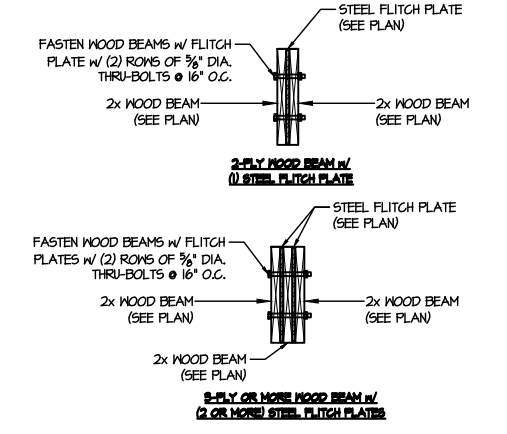 STEEL FLITCH PLATE
(SEE PLAN)
FASTEN WOOD BEAMS w/ FLITCH
PLATE w/ (2) ROWS OF ⅝" DIA.
THRU-BOLTS @ 16" O.C.
2x WOOD BEAM
(SEE PLAN)
2x WOOD BEAM
(SEE PLAN)
2-PLY WOOD BEAM w/
(1) STEEL FLITCH PLATE
STEEL FLITCH PLATE
(SEE PLAN)
FASTEN WOOD BEAMS w/ FLITCH
PLATES w/ (2) ROWS OF ⅝" DIA.
THRU-BOLTS @ 16" O.C.
2x WOOD BEAM
(SEE PLAN)
2x WOOD BEAM
(SEE PLAN)
2x WOOD BEAM
(SEE PLAN)
3-PLY OR MORE WOOD BEAM w/
(2 OR MORE) STEEL FLITCH PLATES